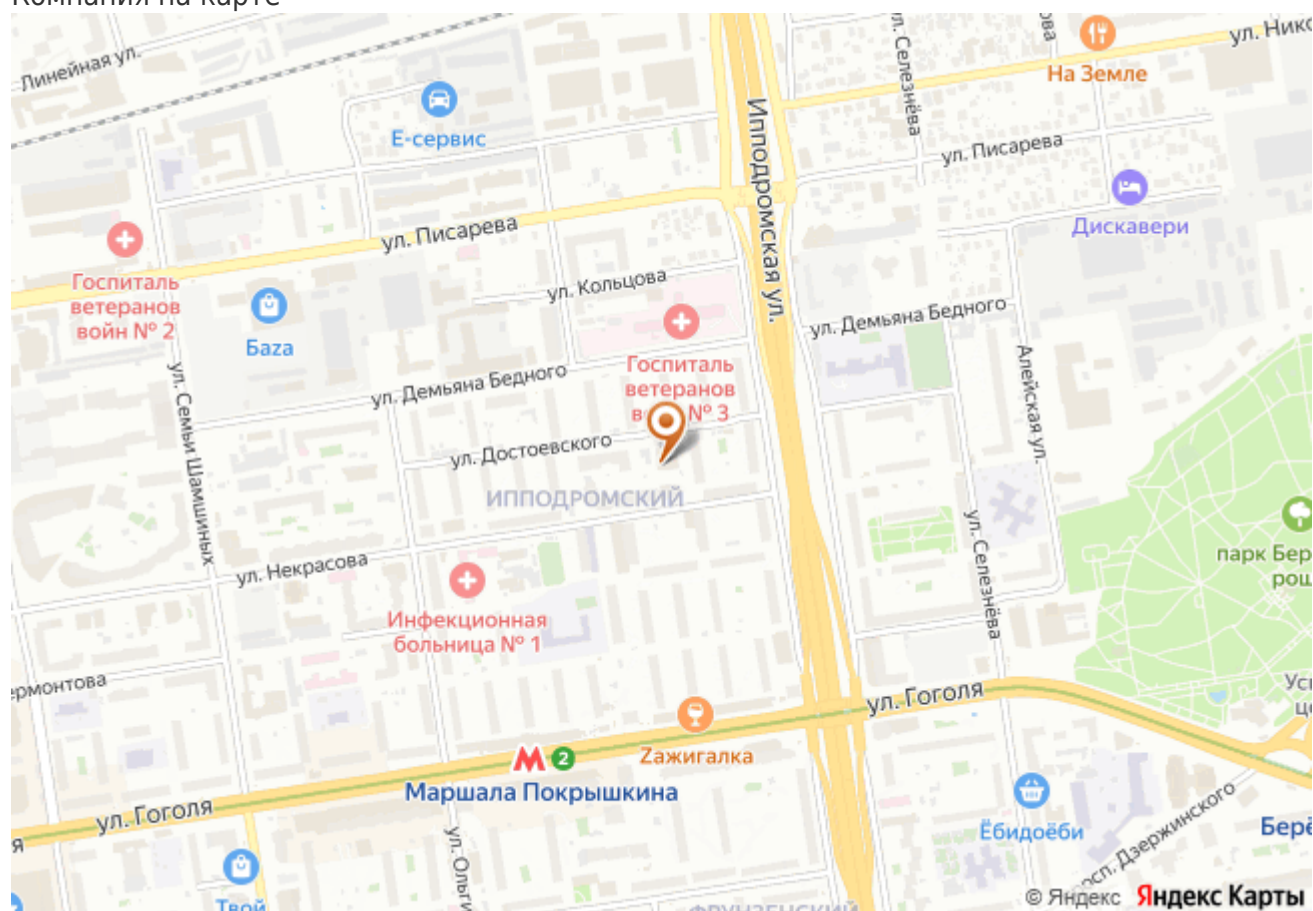 Компания на карте
Линейная ул.
Е-сервис
ул. Селезнёва
На Земле
ул. Писарева
Ипподромская ул.
Дискавери
ул. Писарева
Госпиталь
ветеранов
войн № 2
Баzа
ул. Кольцова
ул. Демьяна Бедного
Госпиталь
ветеранов
№ 3
ул. Демьяна Бедного
Алейская ул.
ул. Семьи Шамшиных
ул. Достоевского
ИППОДРОМСКИЙ
ул. Некрасова
ул. Селезнёва
парк
Инфекционная
больница № 1
ул. Гоголя
Zажигалка
М 2
Маршала Покрышкина
ул. Гоголя
Ёбидоёби
Дзержинского
Твой
© Яндекс Яндекс Карты